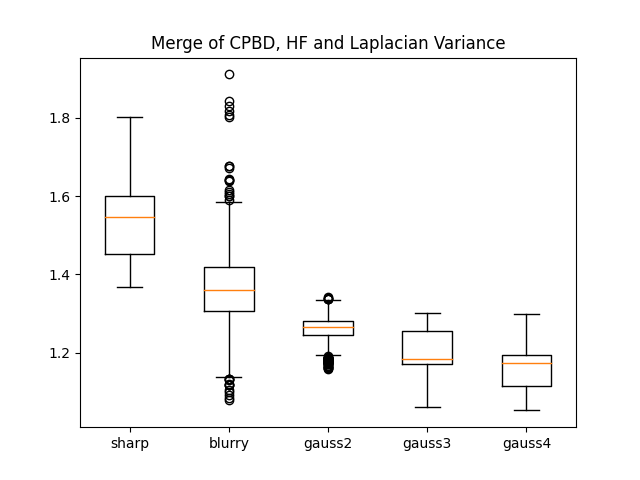 Merge of CPBD, HF and Laplacian Variance
1.8
1.6
1.4
1.2
sharp
blurry
gauss2
gauss3
gauss4